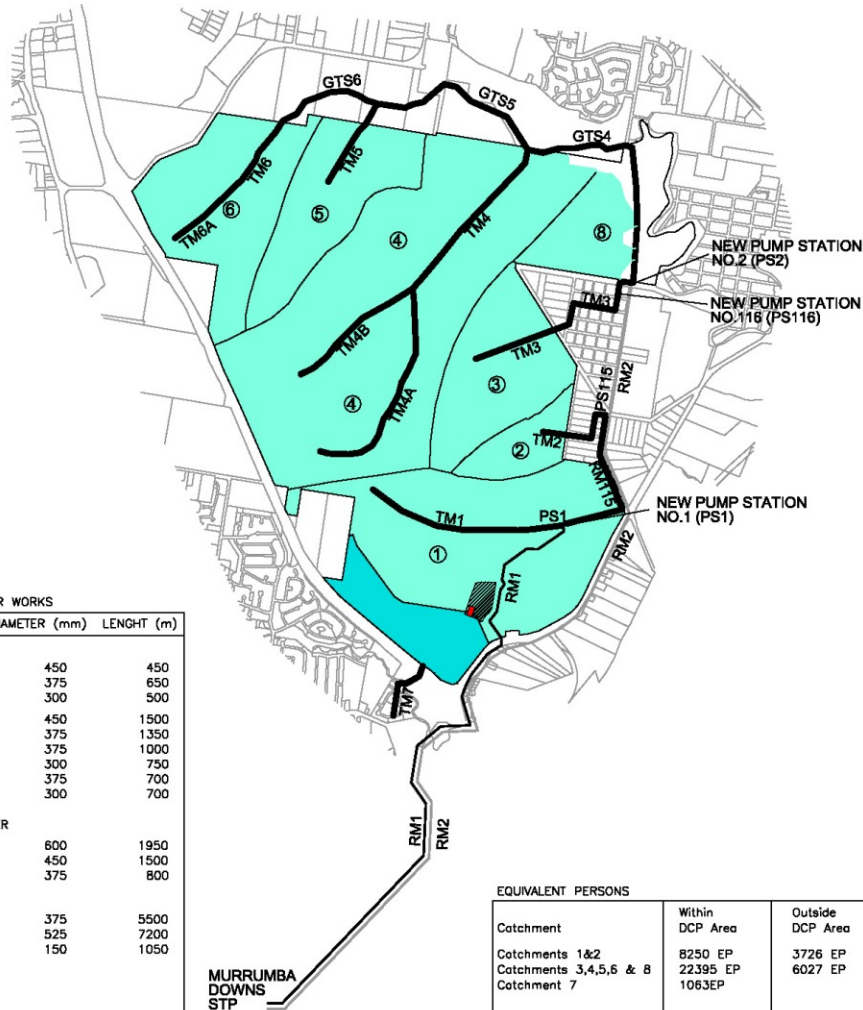 GTS6
GTS5
GTS4
TM6
TM5
TM6A
⑥
⑤
④
TM4
⑧
NEW PUMP STATION
NO.2 (PS2)
TM3
NEW PUMP STATION
NO.116 (PS116)
TM4B
TM3
RM2
③
PS115
TM4A
④
TM2
②
RM115
NEW PUMP STATION
NO.1 (PS1)
TM1
PS1
RM2
①
RM1
TM7
RM1
RM2
MURRUMBA
DOWNS
STP
R WORKS
AMETER (mm) LENGHT (m)
450 450
375 650
300 500
450 1500
375 1350
375 1000
300 750
375 700
300 700
ER
600 1950
450 1500
375 800
375 5500
525 7200
150 1050
EQUIVALENT PERSONS
Catchment Within DCP Area Outside DCP Area
Catchments 1&2 8250 EP 3726 EP
Catchments 3,4,5,6 & 8 22395 EP 6027 EP
Catchment 7 1063EP